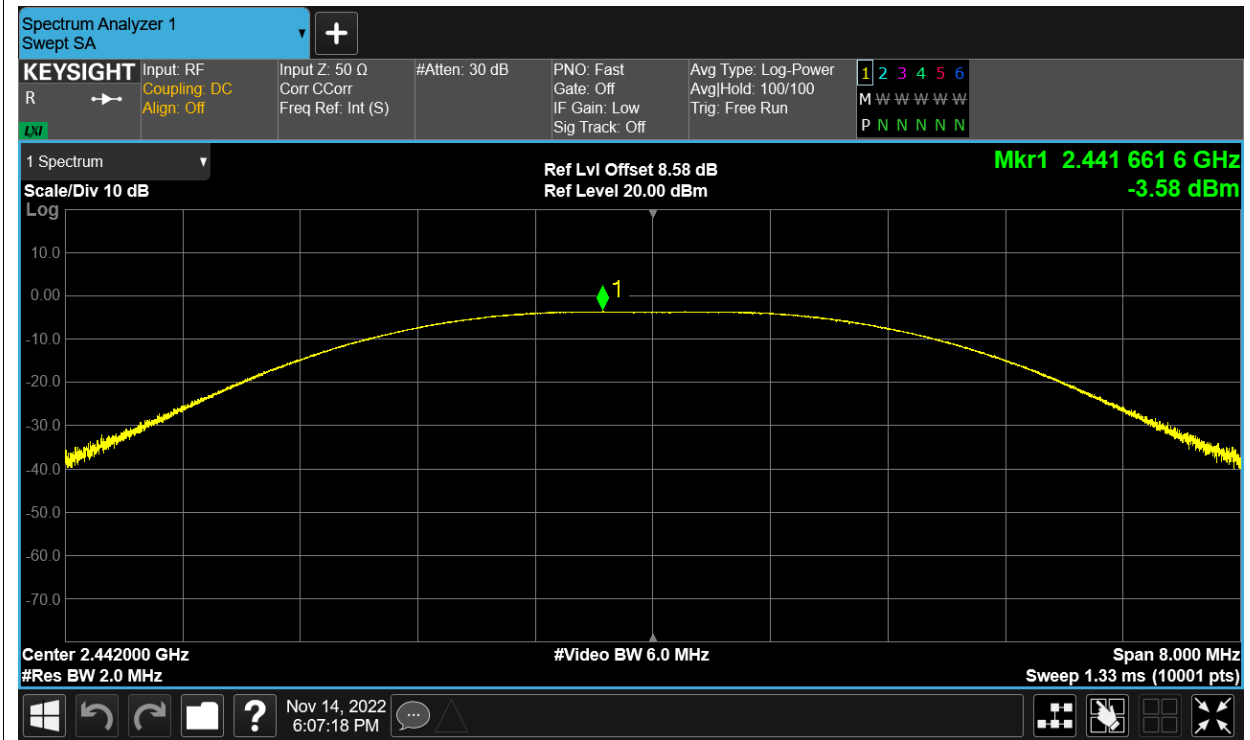 Spectrum Analyzer 1
Swept SA
KEYSIGHT
R
LXI
Input: RF
Coupling: DC
Align: Off
Input Z: 50 Ω
Corr CCorr
Freq Ref: Int (S)
#Atten: 30 dB
PNO: Fast
Gate: Off
IF Gain: Low
Sig Track: Off
Avg Type: Log-Power
Avg|Hold: 100/100
Trig: Free Run
1 2 3 4 5 6
M W W W W W
P N N N N N
1 Spectrum
Scale/Div 10 dB
Log
Ref Lvl Offset 8.58 dB
Ref Level 20.00 dBm
Mkr1 2.441 661 6 GHz
-3.58 dBm
10.0
0.00
1
-10.0
-20.0
-30.0
-40.0
-50.0
-60.0
-70.0
Center 2.442000 GHz
#Res BW 2.0 MHz
#Video BW 6.0 MHz
Span 8.000 MHz
Sweep 1.33 ms (10001 pts)
?
Nov 14, 2022
6:07:18 PM